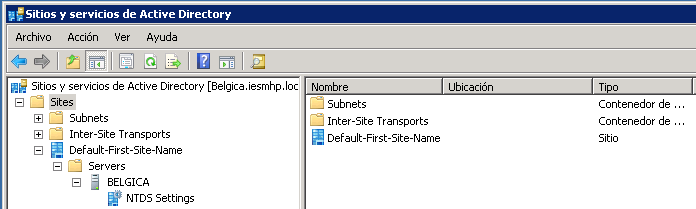 Sitios y servicios de Active Directory
Archivo Acción Ver Ayuda
Sitios y servicios de Active Directory [Belgica.iesmhp.loc
Sites
Subnets
Inter-Site Transports
Default-First-Site-Name
Servers
BELGICA
NTDS Settings
Nombre Ubicación Tipo
Subnets Contenedor de ...
Inter-Site Transports Contenedor de ...
Default-First-Site-Name Sitio